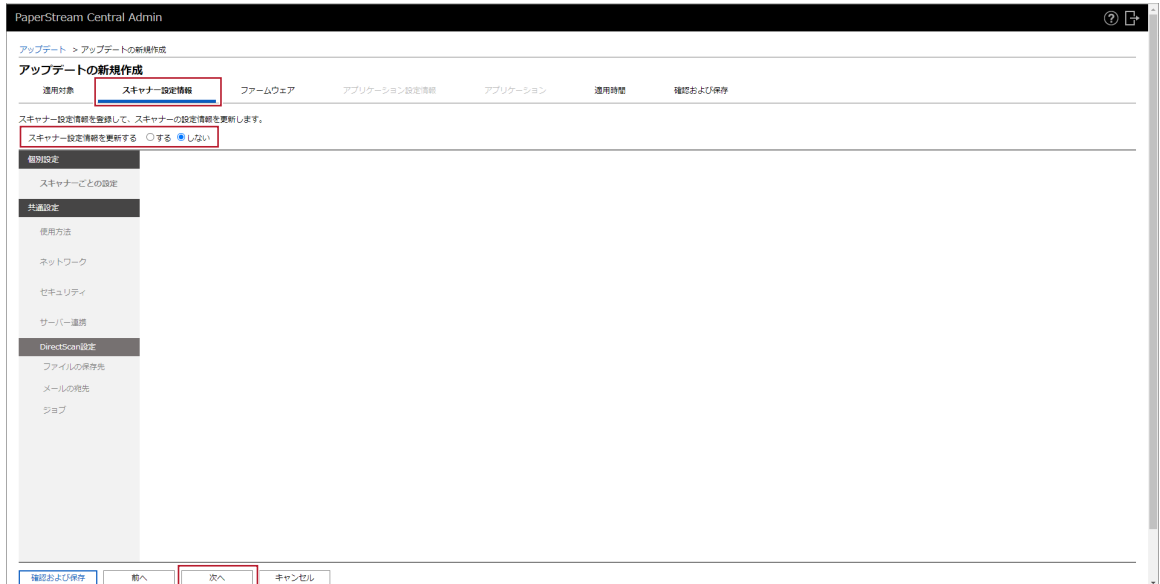 PaperStream Central Admin
アップデート > アップデートの新規作成
アップデートの新規作成
適用対象 スキャナー設定情報 ファームウェア アプリケーション設定情報 アプリケーション 適用時間 確認および保存
スキャナー設定情報を登録して、スキャナーの設定情報を更新します。
スキャナー設定情報を更新する する しない
個別設定
スキャナーごとの設定
共通設定
使用方法
ネットワーク
セキュリティ
サーバー連携
DirectScan設定
ファイルの保存先
メールの宛先
ジョブ
確認および保存 前へ 次へ キャンセル